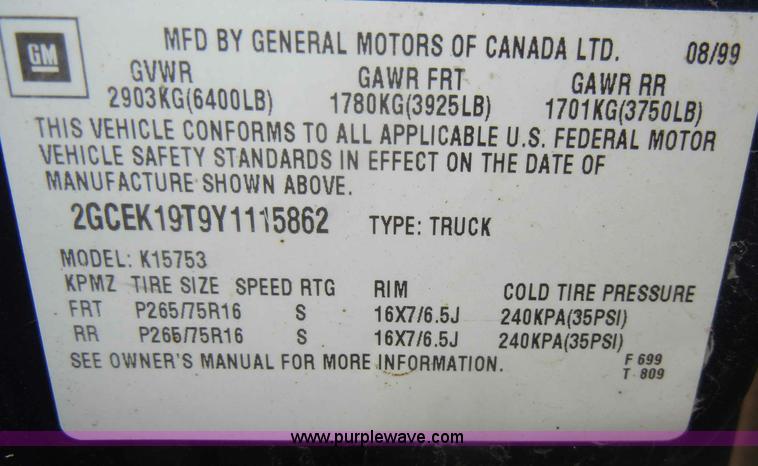 GM
MFD BY GENERAL MOTORS OF CANADA LTD. 08/99
GVWR GAWR FRT GAWR RR
2903KG(6400LB) 1780KG(3925LB) 1701KG(3750LB)
THIS VEHICLE CONFORMS TO ALL APPLICABLE U.S. FEDERAL MOTOR
VEHICLE SAFETY STANDARDS IN EFFECT ON THE DATE OF
MANUFACTURE SHOWN ABOVE.
2GCEK19T9Y1115862 TYPE: TRUCK
MODEL: K15753
KPMZ TIRE SIZE SPEED RTG RIM COLD TIRE PRESSURE
FRT P265/75R16 S 16X7/6.5J 240KPA(35PSI)
RR P265/75R16 S 16X7/6.5J 240KPA(35PSI)
SEE OWNER'S MANUAL FOR MORE INFORMATION. F 699
T 809
www.purplewave.com